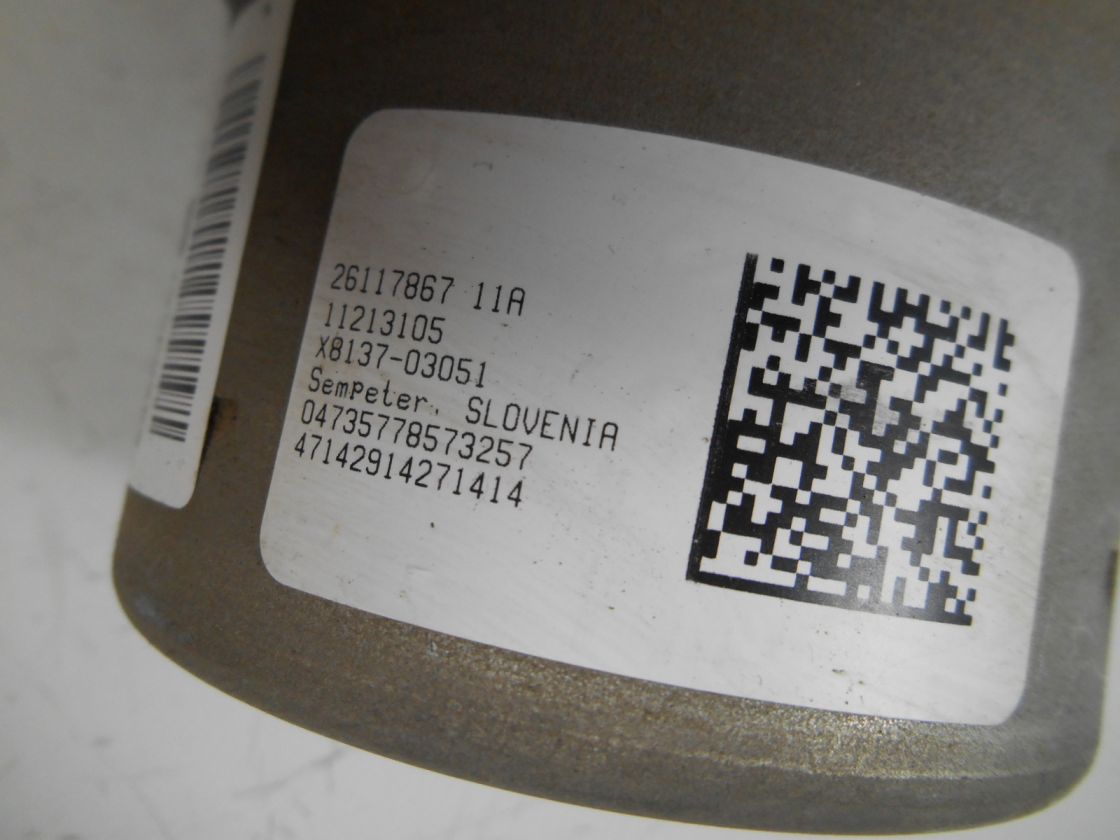 26117867 11A
11213105
X8137-03051
Sempeter, SLOVENIA
04735778573257
47142914271414